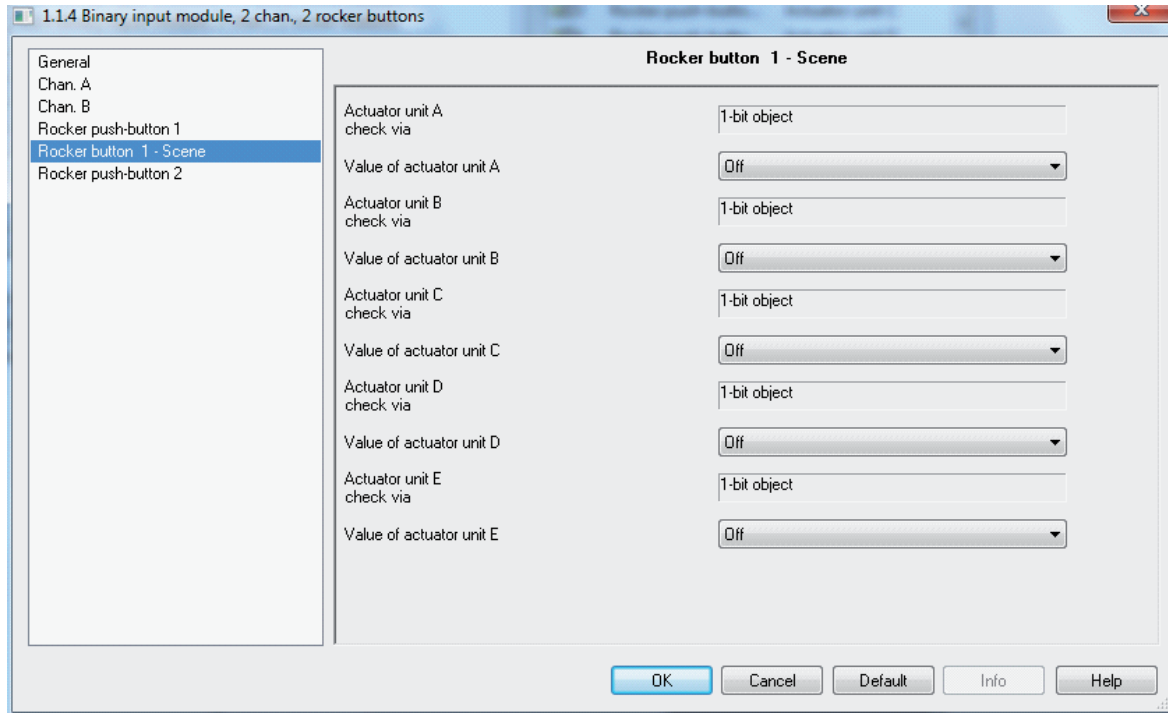 1.1.4 Binary input module, 2 chan., 2 rocker buttons
General
Chan. A
Chan. B
Rocker push-button 1
Rocker button 1 - Scene
Rocker push-button 2
Rocker button 1 - Scene
Actuator unit A
check via
1-bit object
Value of actuator unit A
Off
Actuator unit B
check via
1-bit object
Value of actuator unit B
Off
Actuator unit C
check via
1-bit object
Value of actuator unit C
Off
Actuator unit D
check via
1-bit object
Value of actuator unit D
Off
Actuator unit E
check via
1-bit object
Value of actuator unit E
Off
OK
Cancel
Default
Info
Help